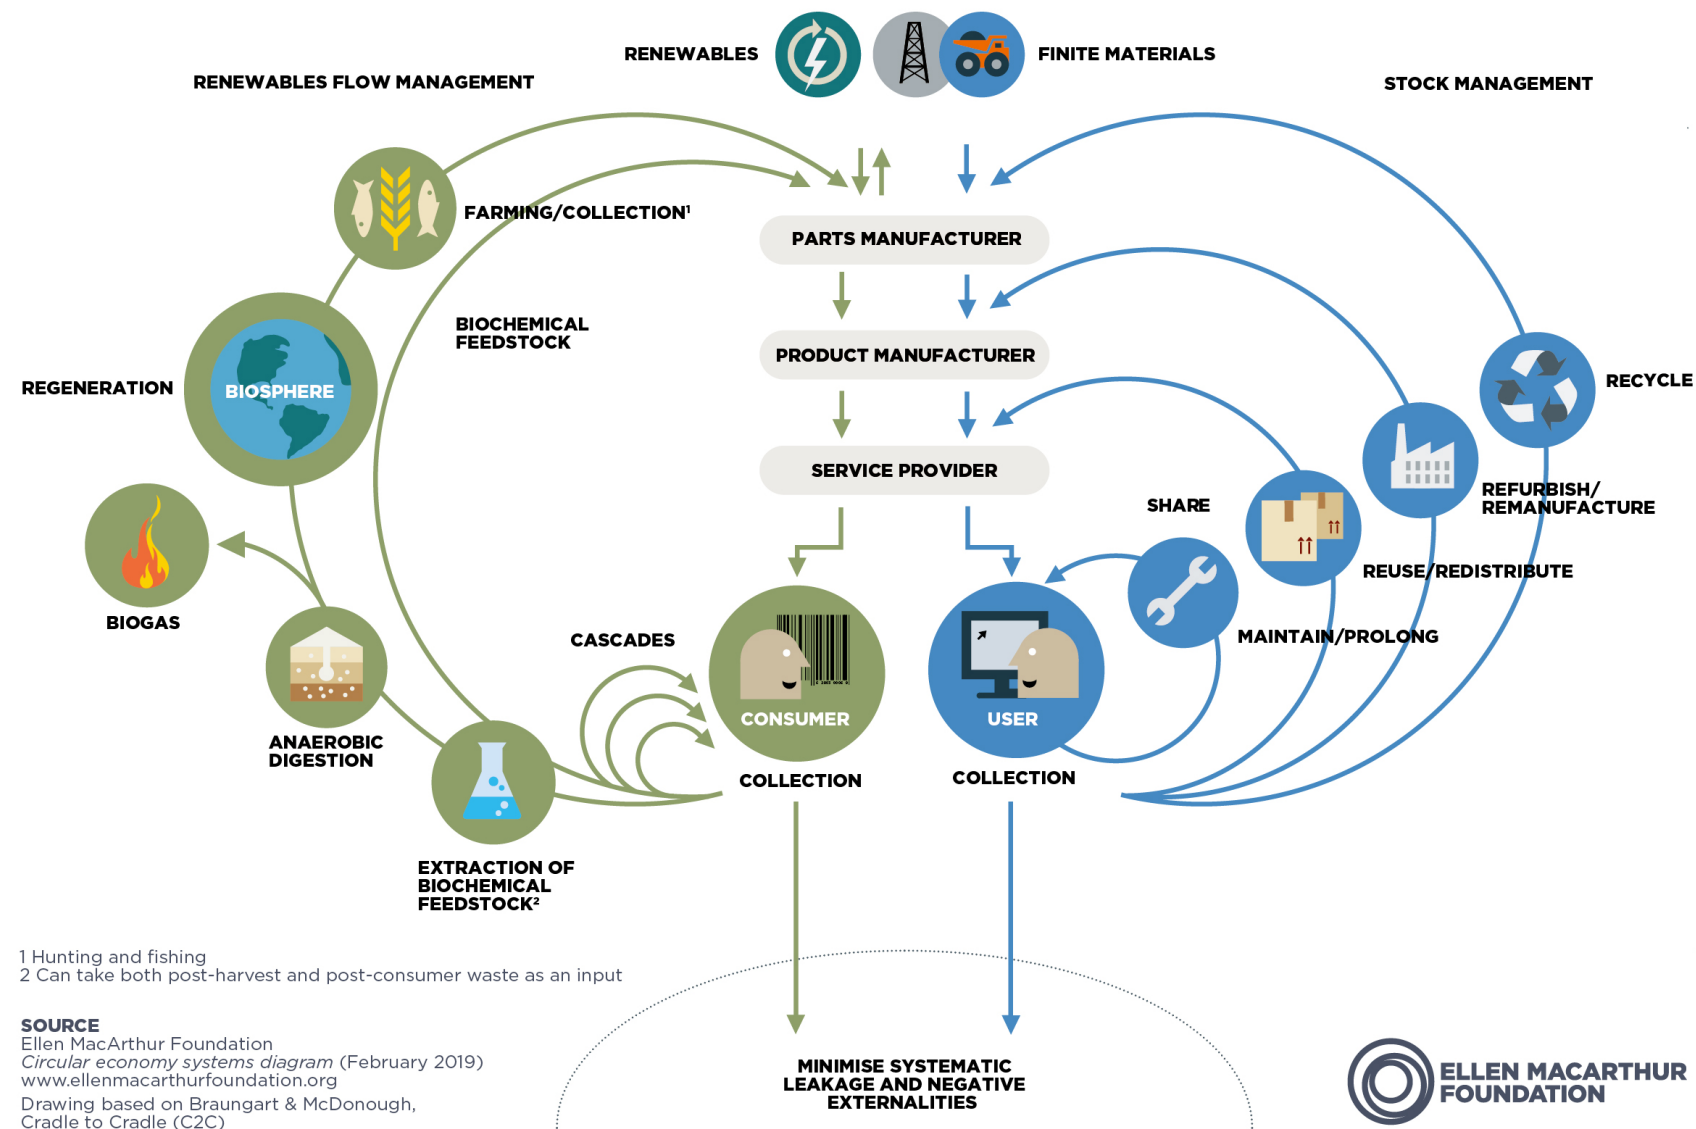 RENEWABLES
FINITE MATERIALS
RENEWABLES FLOW MANAGEMENT
STOCK MANAGEMENT
FARMING/COLLECTION¹
PARTS MANUFACTURER
BIOCHEMICAL
FEEDSTOCK
PRODUCT MANUFACTURER
REGENERATION
BIOSPHERE
RECYCLE
SERVICE PROVIDER
SHARE
REFURBISH/
REMANUFACTURE
REUSE/REDISTRIBUTE
BIOGAS
CASCADES
MAINTAIN/PROLONG
CONSUMER
USER
ANAEROBIC
DIGESTION
COLLECTION
COLLECTION
EXTRACTION OF
BIOCHEMICAL
FEEDSTOCK²
1 Hunting and fishing
2 Can take both post-harvest and post-consumer waste as an input
SOURCE
Ellen MacArthur Foundation
Circular economy systems diagram (February 2019)
www.ellenmacarthurfoundation.org
Drawing based on Braungart & McDonough,
Cradle to Cradle (C2C)
MINIMISE SYSTEMATIC
LEAKAGE AND NEGATIVE
EXTERNALITIES
ELLEN MACARTHUR
FOUNDATION